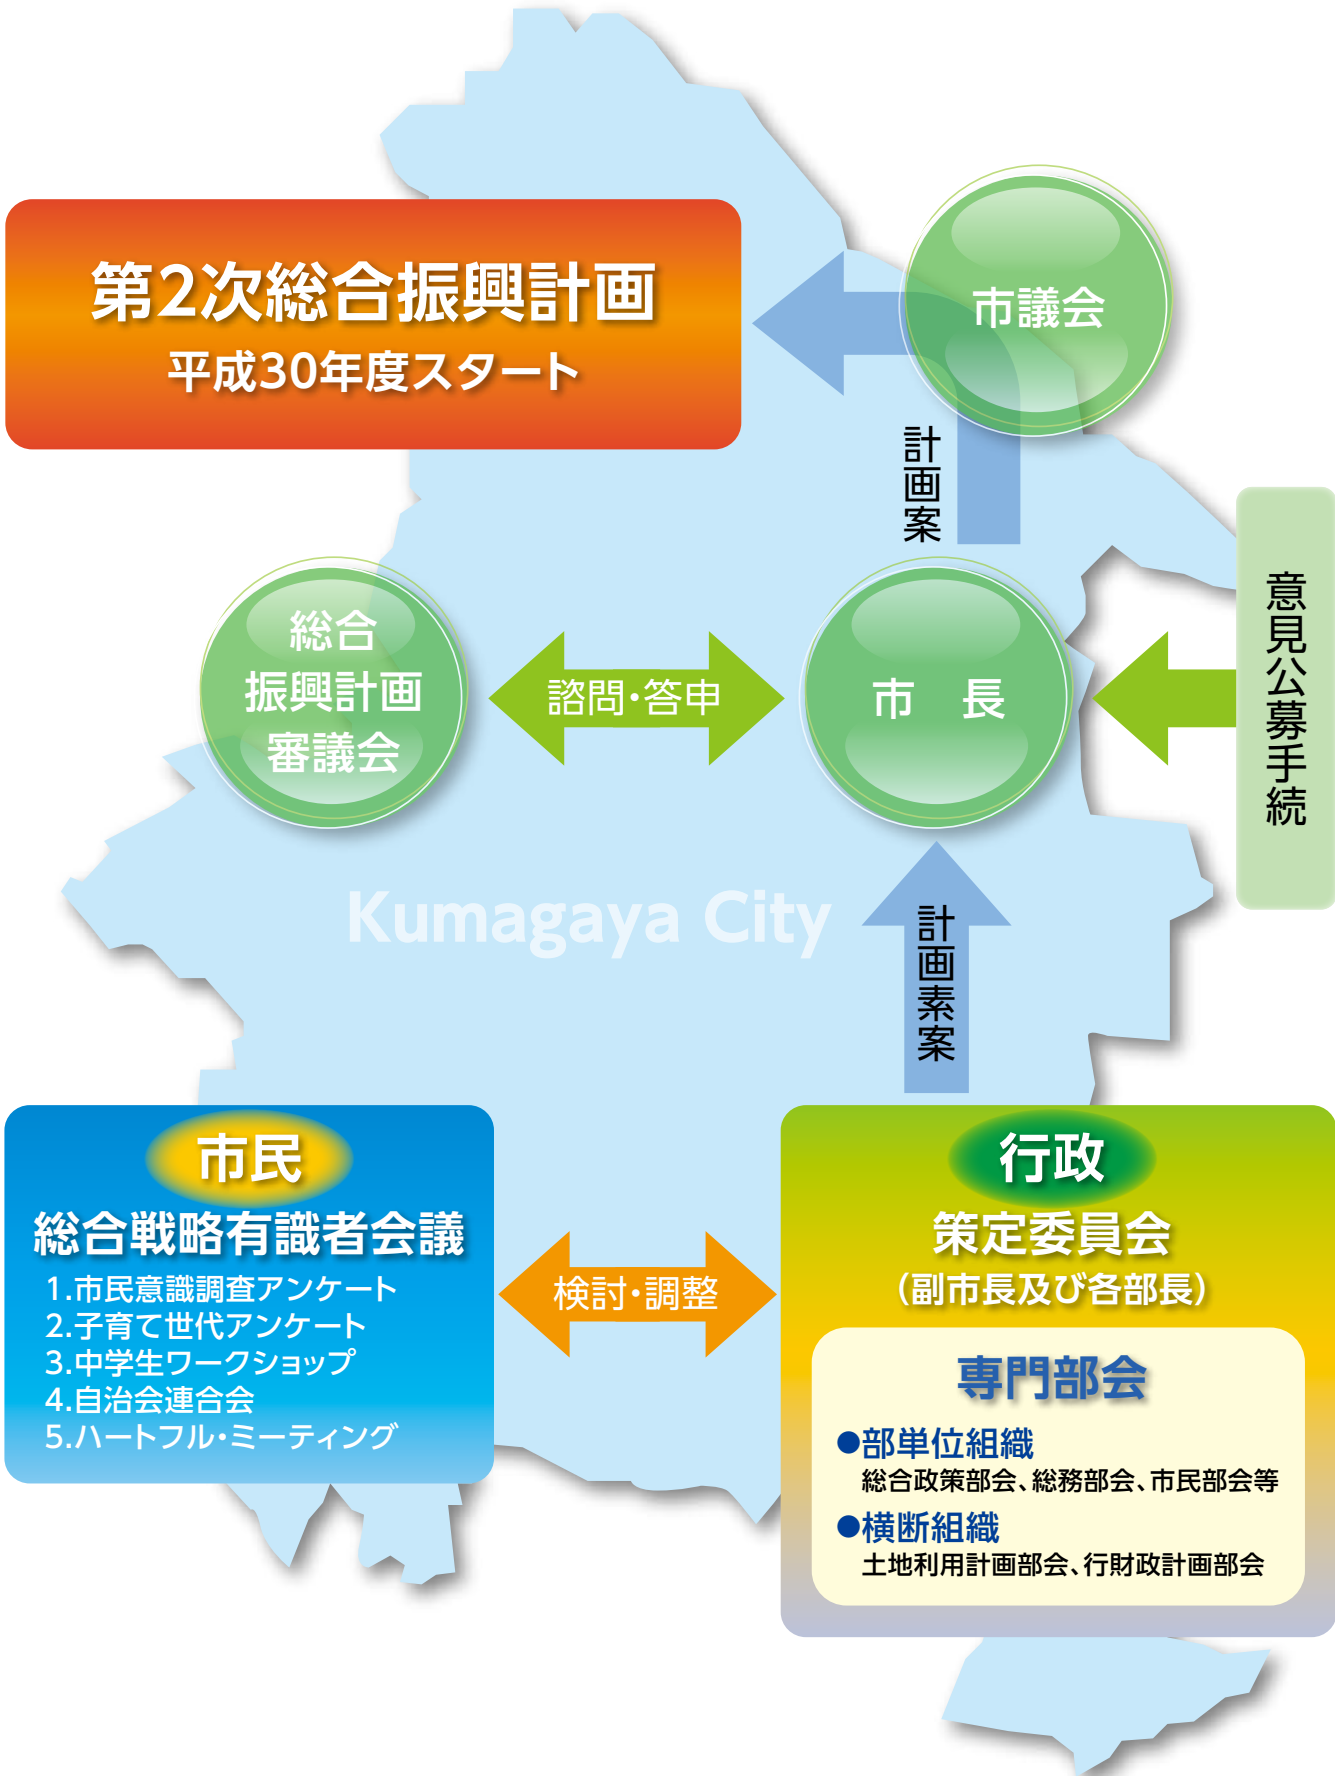 第2次総合振興計画
平成30年度スタート
市議会
計画案
意見公募手続
総合
振興計画
審議会
諮問・答申
市　長
Kumagaya City
計画素案
市民
総合戦略有識者会議
1.市民意識調査アンケート
2.子育て世代アンケート
3.中学生ワークショップ
4.自治会連合会
5.ハートフル・ミーティング
検討・調整
行政
策定委員会
（副市長及び各部長）
専門部会
●部単位組織
総合政策部会、総務部会、市民部会等
●横断組織
土地利用計画部会、行財政計画部会